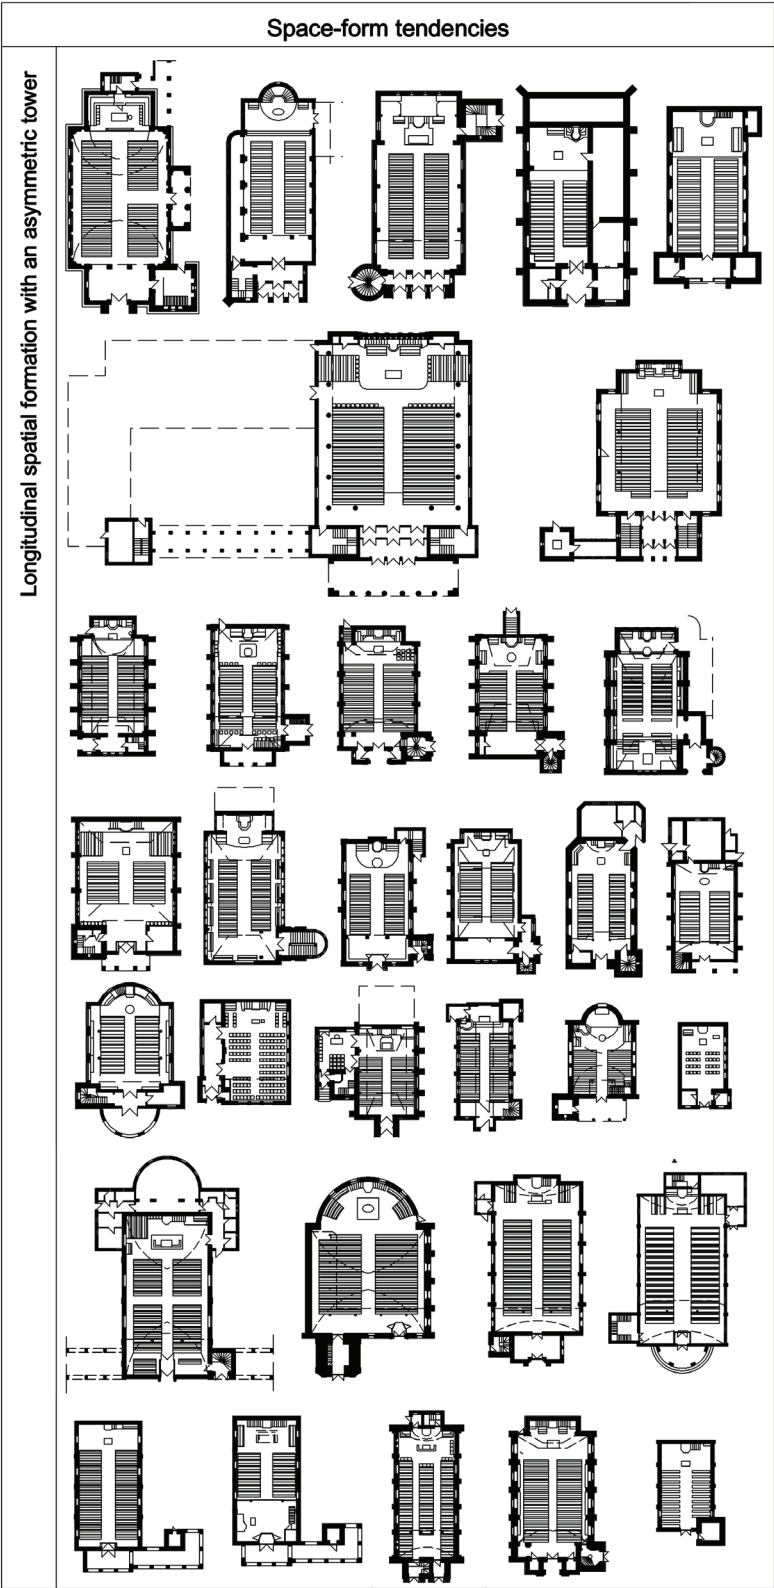 Space-form tendencies
Longitudinal spatial formation with an asymmetric tower